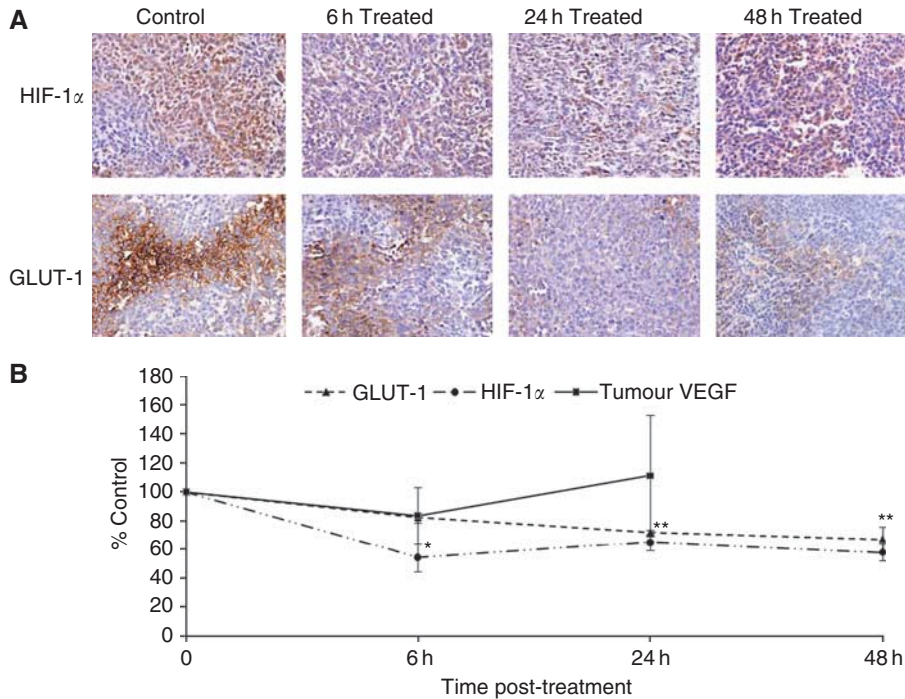 A
Control 6 h Treated 24 h Treated 48 h Treated
HIF-1α
GLUT-1
B
180
160
140
120
100
80
60
40
20
0
% Control
GLUT-1 HIF-1α Tumour VEGF
*
**
**
0 6 h 24 h 48 h
Time post-treatment